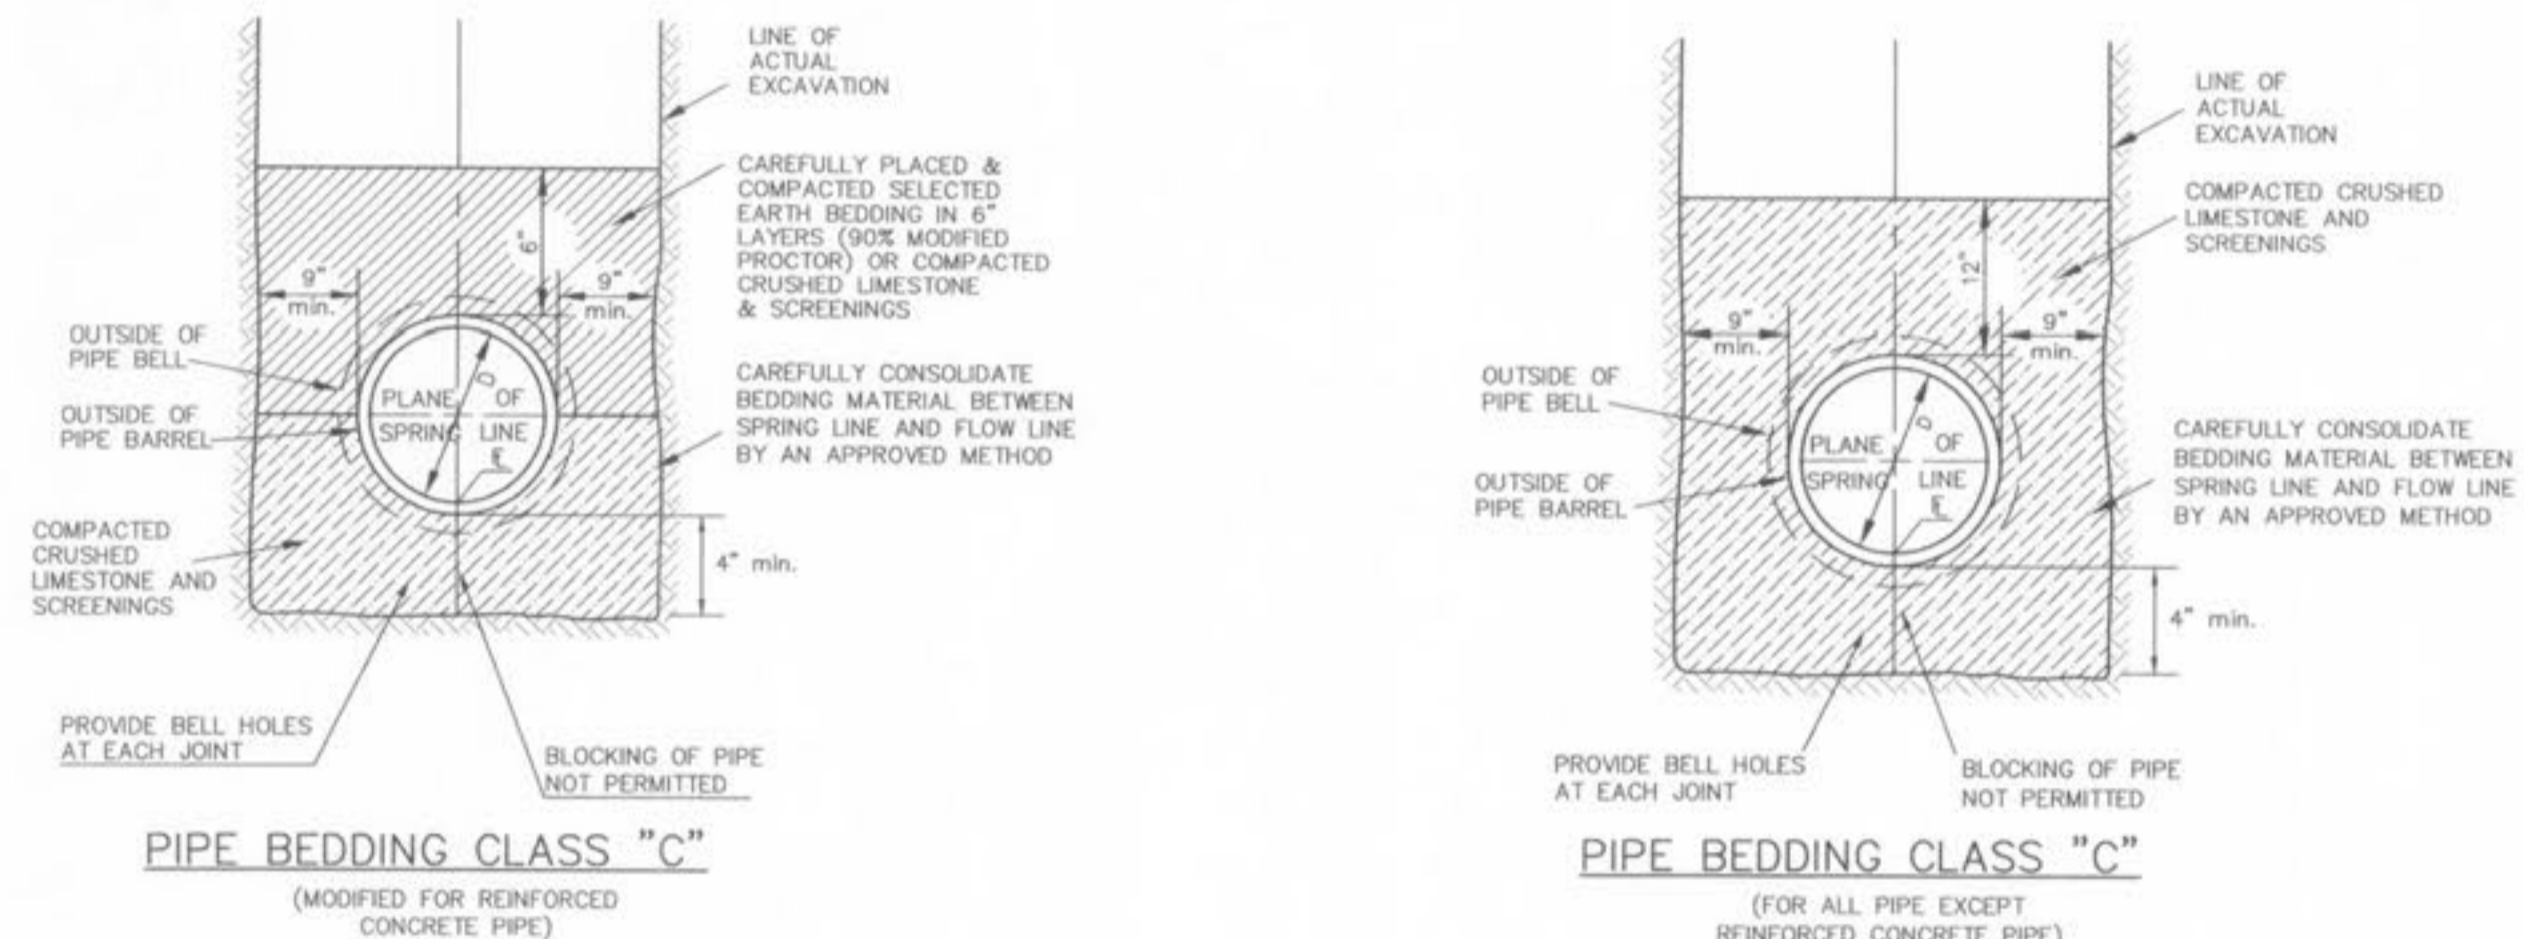 LINE OF
ACTUAL
EXCAVATION
CAREFULLY PLACED &
COMPACTED SELECTED
EARTH BEDDING IN 6"
LAYERS (90% MODIFIED
PROCTOR) OR COMPACTED
CRUSHED LIMESTONE
& SCREENINGS
6"
9"
min.
9"
min.
OUTSIDE OF
PIPE BELL
OUTSIDE OF
PIPE BARREL
D
PLANE OF
SPRING LINE
FL
CAREFULLY CONSOLIDATE
BEDDING MATERIAL BETWEEN
SPRING LINE AND FLOW LINE
BY AN APPROVED METHOD
COMPACTED
CRUSHED
LIMESTONE AND
SCREENINGS
4" min.
PROVIDE BELL HOLES
AT EACH JOINT
BLOCKING OF PIPE
NOT PERMITTED
PIPE BEDDING CLASS "C"
(MODIFIED FOR REINFORCED
CONCRETE PIPE)
LINE OF
ACTUAL
EXCAVATION
COMPACTED CRUSHED
LIMESTONE AND
SCREENINGS
12"
9"
min.
9"
min.
OUTSIDE OF
PIPE BELL
OUTSIDE OF
PIPE BARREL
D
PLANE OF
SPRING LINE
FL
CAREFULLY CONSOLIDATE
BEDDING MATERIAL BETWEEN
SPRING LINE AND FLOW LINE
BY AN APPROVED METHOD
4" min.
PROVIDE BELL HOLES
AT EACH JOINT
BLOCKING OF PIPE
NOT PERMITTED
PIPE BEDDING CLASS "C"
(FOR ALL PIPE EXCEPT
REINFORCED CONCRETE PIPE)